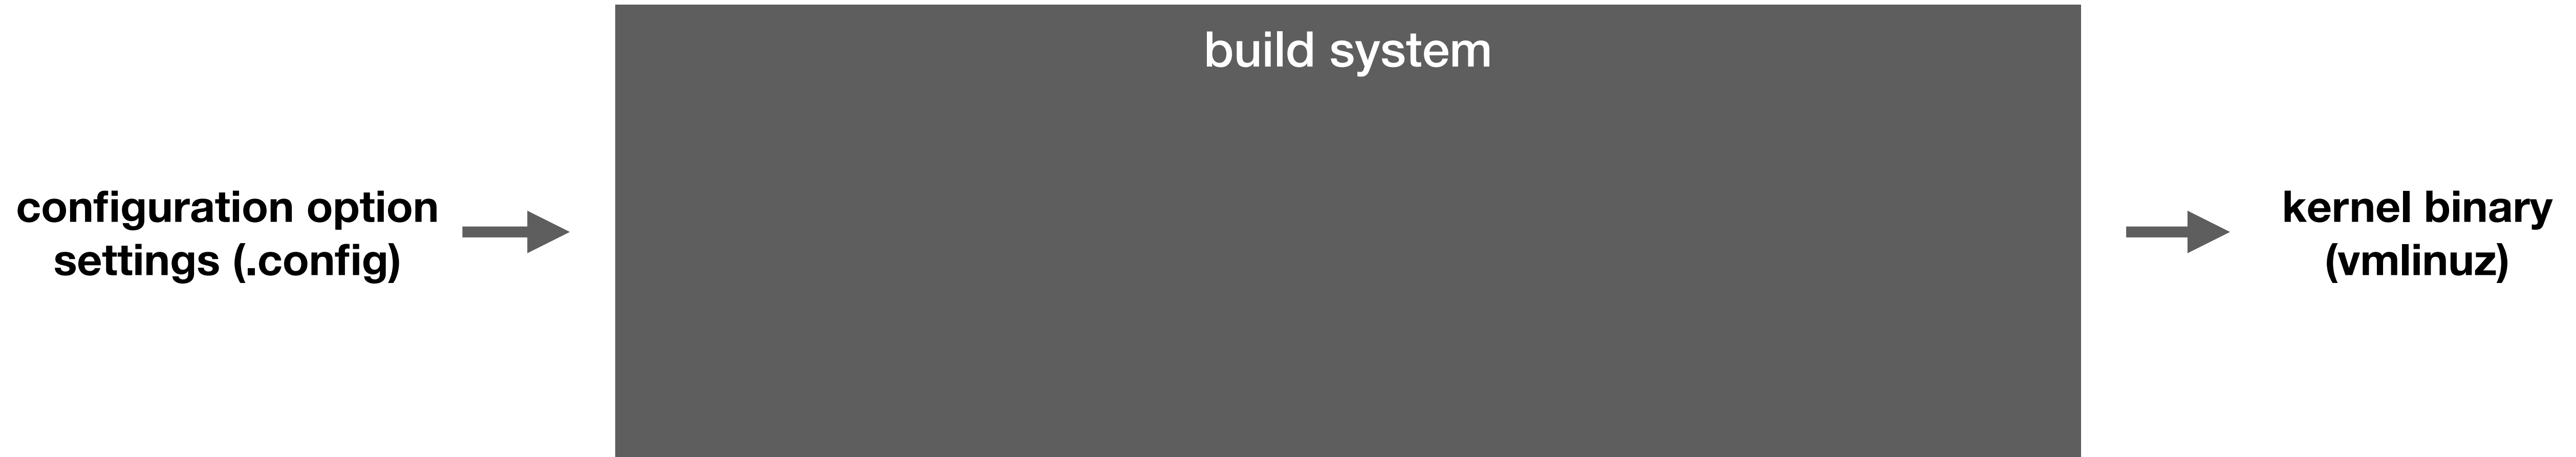 build system
configuration option
settings (.config)
kernel binary
(vmlinuz)